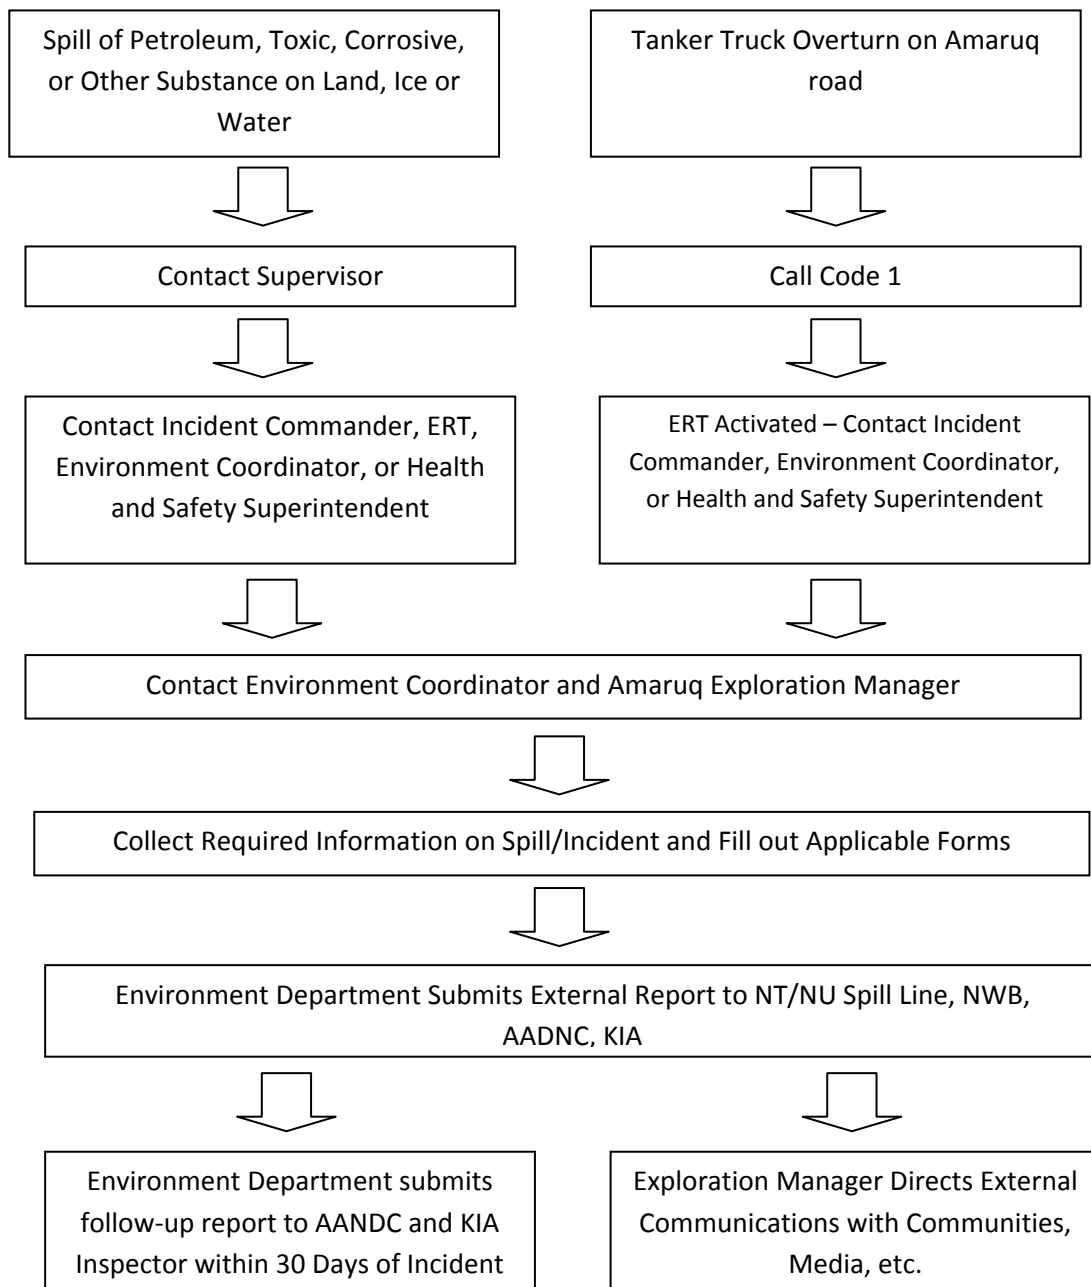 Spill of Petroleum, Toxic, Corrosive,
or Other Substance on Land, Ice or
Water
Tanker Truck Overturn on Amaruq
road
Contact Supervisor
Call Code 1
Contact Incident Commander, ERT,
Environment Coordinator, or Health
and Safety Superintendent
ERT Activated – Contact Incident
Commander, Environment Coordinator,
or Health and Safety Superintendent
Contact Environment Coordinator and Amaruq Exploration Manager
Collect Required Information on Spill/Incident and Fill out Applicable Forms
Environment Department Submits External Report to NT/NU Spill Line, NWB,
AADNC, KIA
Environment Department submits
follow-up report to AANDC and KIA
Inspector within 30 Days of Incident
Exploration Manager Directs External
Communications with Communities,
Media, etc.